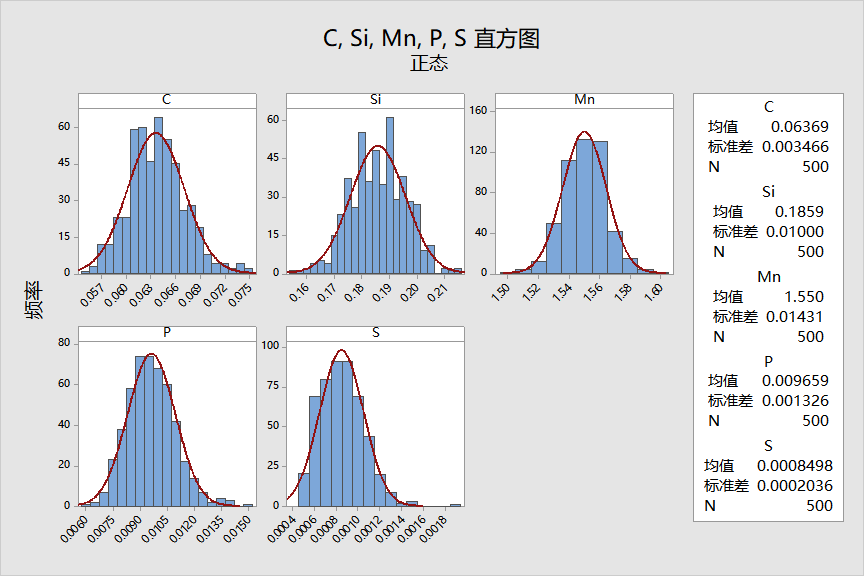 C, Si, Mn, P, S 直方图
正态
频率
C
60
45
30
15
0
0.057 0.060 0.063 0.066 0.069 0.072 0.075
Si
60
45
30
15
0
0.16 0.17 0.18 0.19 0.20 0.21
Mn
160
120
80
40
0
1.50 1.52 1.54 1.56 1.58 1.60
P
80
60
40
20
0
0.0060 0.0075 0.0090 0.0105 0.0120 0.0135 0.0150
S
100
75
50
25
0
0.0004 0.0006 0.0008 0.0010 0.0012 0.0014 0.0016 0.0018
C
均值 0.06369
标准差 0.003466
N 500
Si
均值 0.1859
标准差 0.01000
N 500
Mn
均值 1.550
标准差 0.01431
N 500
P
均值 0.009659
标准差 0.001326
N 500
S
均值 0.0008498
标准差 0.0002036
N 500